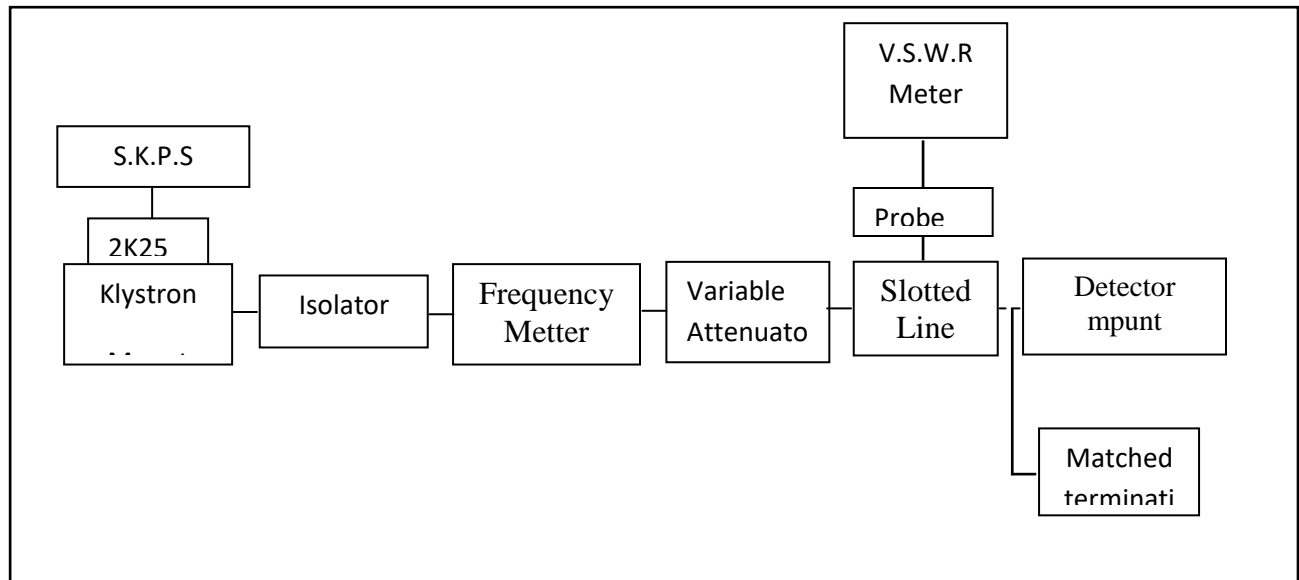 V.S.W.R
Meter
S.K.P.S
Probe
2K25
Klystron
Isolator
Frequency
Metter
Variable
Attenuato
Slotted
Line
Detector
mpunt
Matched
terminati